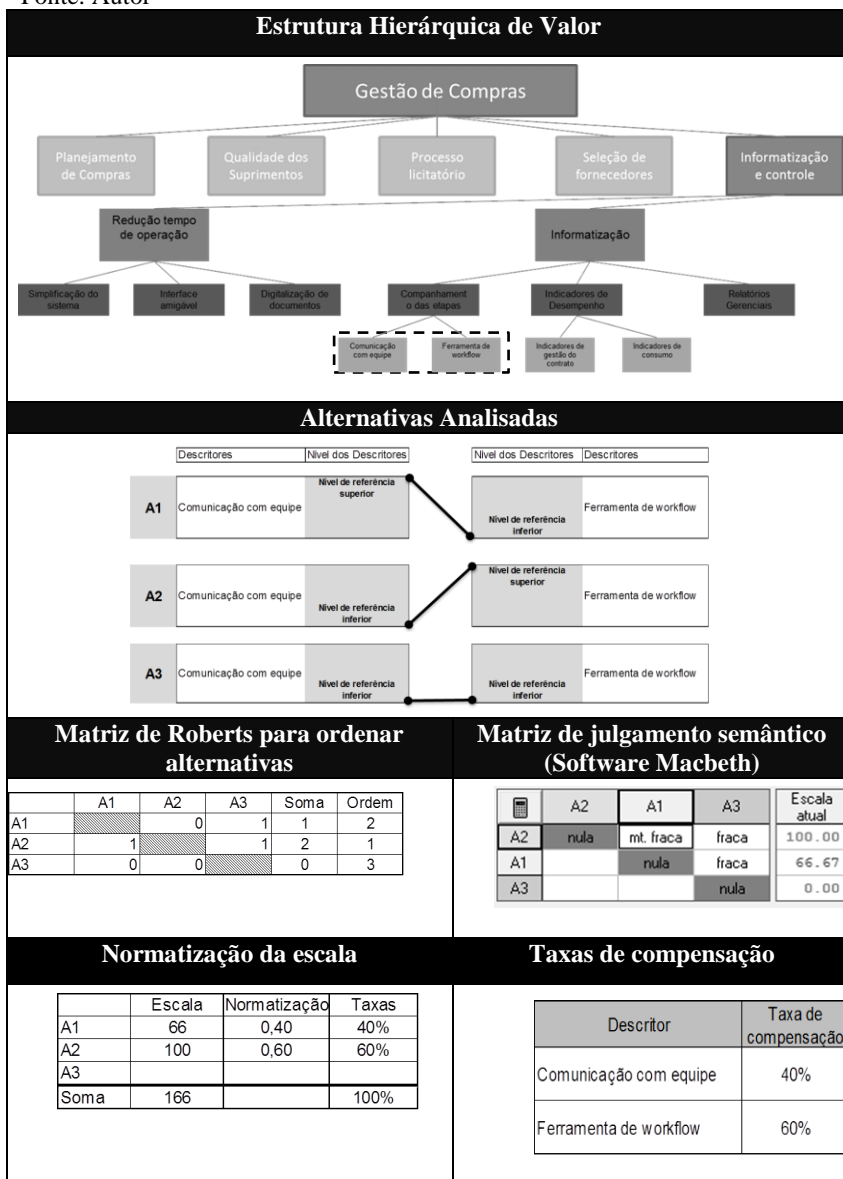 Fonte: Autor
Estrutura Hierárquica de Valor
Gestão de Compras
Planejamento
de Compras
Qualidade dos
Suprimentos
Processo
licitatório
Seleção de
fornecedores
Informatização
e controle
Redução tempo
de operação
Informatização
Simplificação do
sistema
Interface
amigável
Digitalização de
documentos
Companhament
o das etapas
Indicadores de
Desempenho
Relatórios
Gerenciais
Comunicação
com equipe
Ferramenta de
workflow
Indicadores de
gestão do
contrato
Indicadores de
consumo
Alternativas Analisadas
Descritores Nivel dos Descritores Nivel dos Descritores Descritores
A1 Comunicação com equipe
Nivel de referência
superior
Nivel de referência
inferior
Ferramenta de workflow
A2 Comunicação com equipe
Nivel de referência
inferior
Nivel de referência
superior
Ferramenta de workflow
A3 Comunicação com equipe
Nivel de referência
inferior
Nivel de referência
inferior
Ferramenta de workflow
Matriz de Roberts para ordenar
alternativas
A1 A2 A3 Soma Ordem
A1 0 1 1 2
A2 1 1 2 1
A3 0 0 0 3
Matriz de julgamento semântico
(Software Macbeth)
A2 A1 A3 Escala
atual
A2 nula mt. fraca fraca 100.00
A1 nula fraca 66.67
A3 nula 0.00
Normatização da escala
Escala Normatização Taxas
A1 66 0,40 40%
A2 100 0,60 60%
A3
Soma 166 100%
Taxas de compensação
Descritor Taxa de
compensação
Comunicação com equipe 40%
Ferramenta de workflow 60%